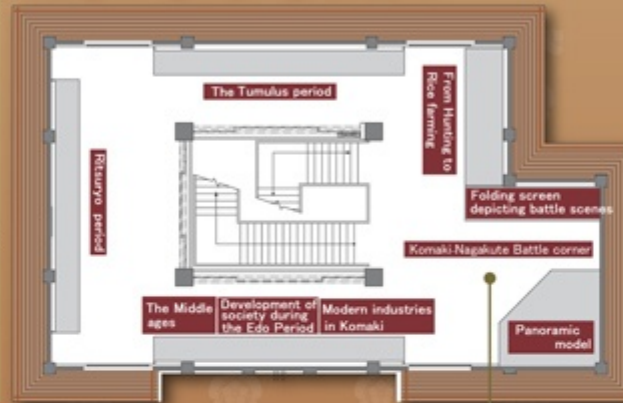 The Tumulus period
From Hunting to
Rice farming
Ritsuryo period
Folding screen
depicting battle scenes
Komaki-Nagakute Battle corner
The Middle
ages
Development of
society during
the Edo Period
Modern industries
in Komaki
Panoramic
model